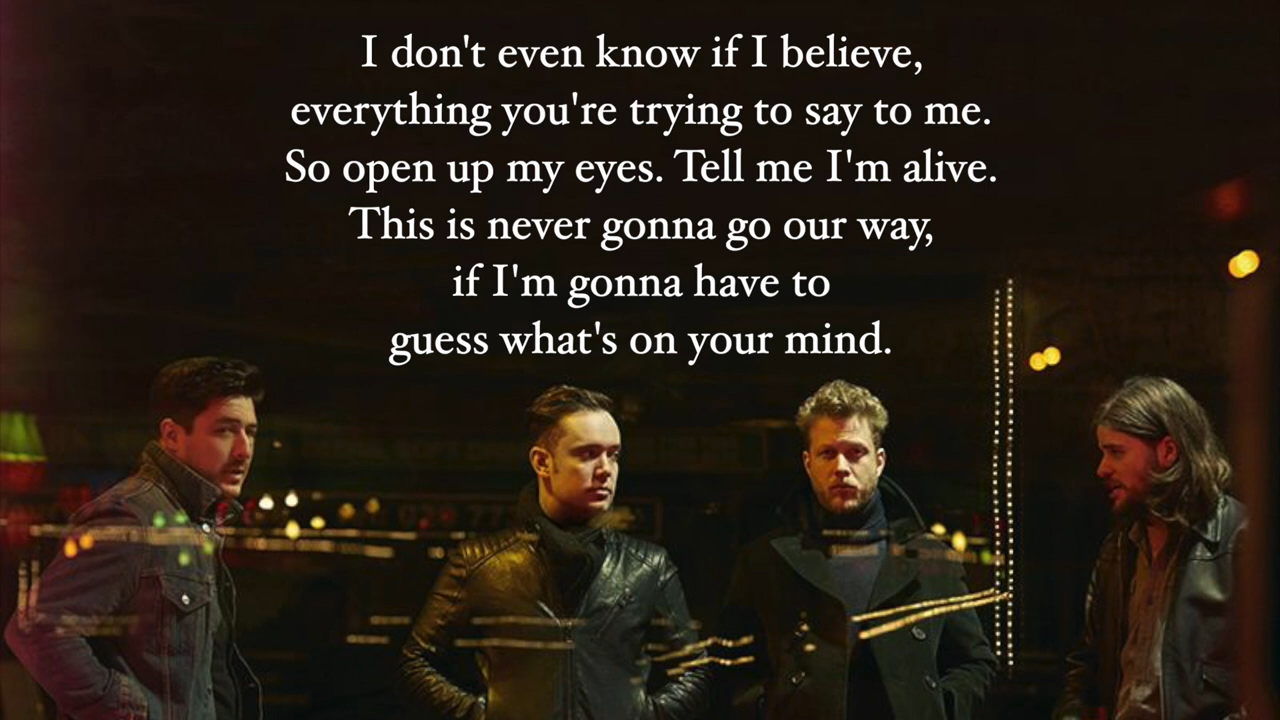 I don't even know if I believe,
everything you're trying to say to me.
So open up my eyes. Tell me I'm alive.
This is never gonna go our way,
if I'm gonna have to
guess what's on your mind.